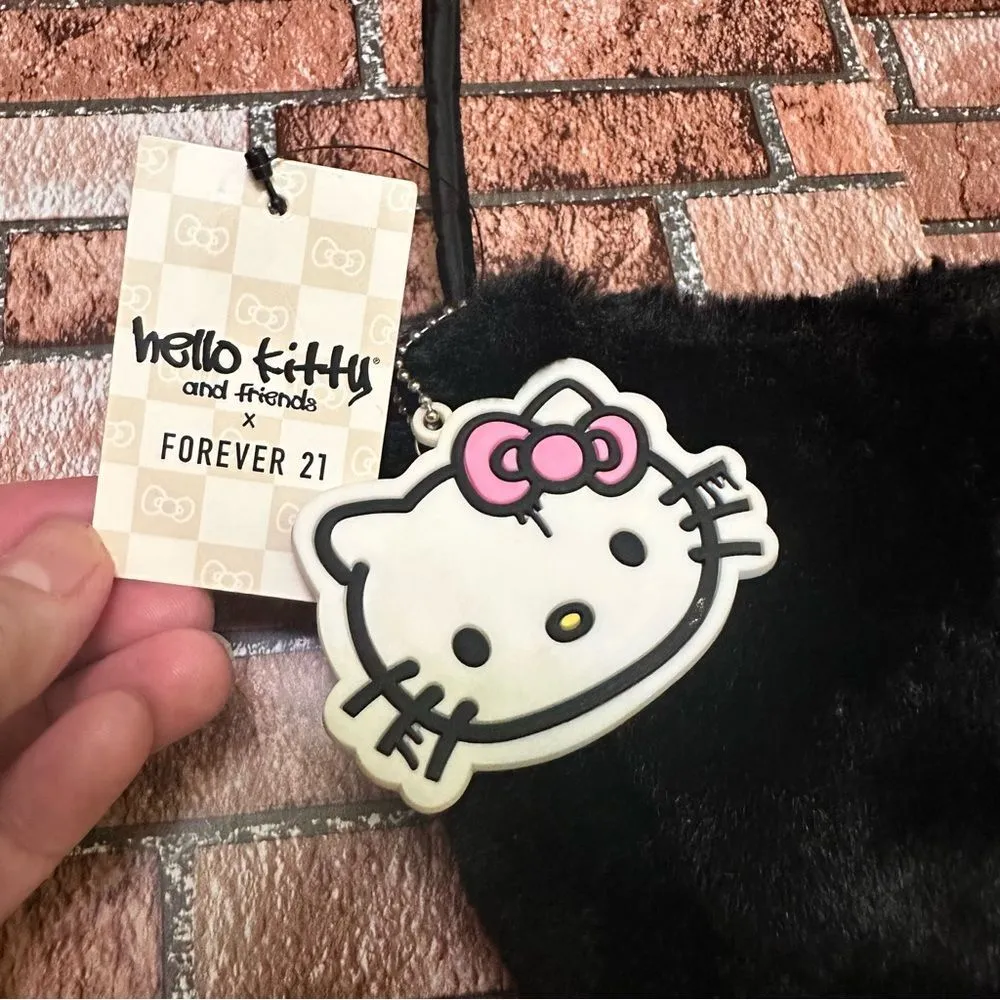 hello kitty®
and friends
x
FOREVER 21